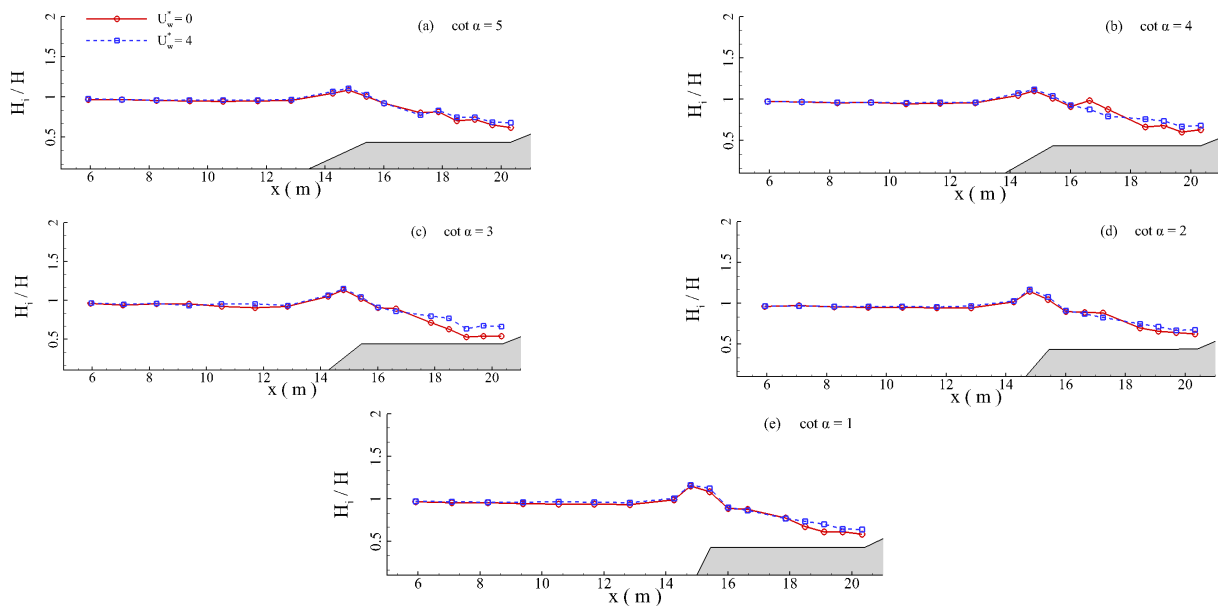 U*w = 0
U*w = 4
(a) cot α = 5
Hi / H
2
1.5
1
0.5
6 8 10 12 14 16 18 20
x ( m )
(b) cot α = 4
Hi / H
2
1.5
1
0.5
6 8 10 12 14 16 18 20
x ( m )
(c) cot α = 3
Hi / H
2
1.5
1
0.5
6 8 10 12 14 16 18 20
x ( m )
(d) cot α = 2
Hi / H
2
1.5
1
0.5
6 8 10 12 14 16 18 20
x ( m )
(e) cot α = 1
Hi / H
2
1.5
1
0.5
6 8 10 12 14 16 18 20
x ( m )